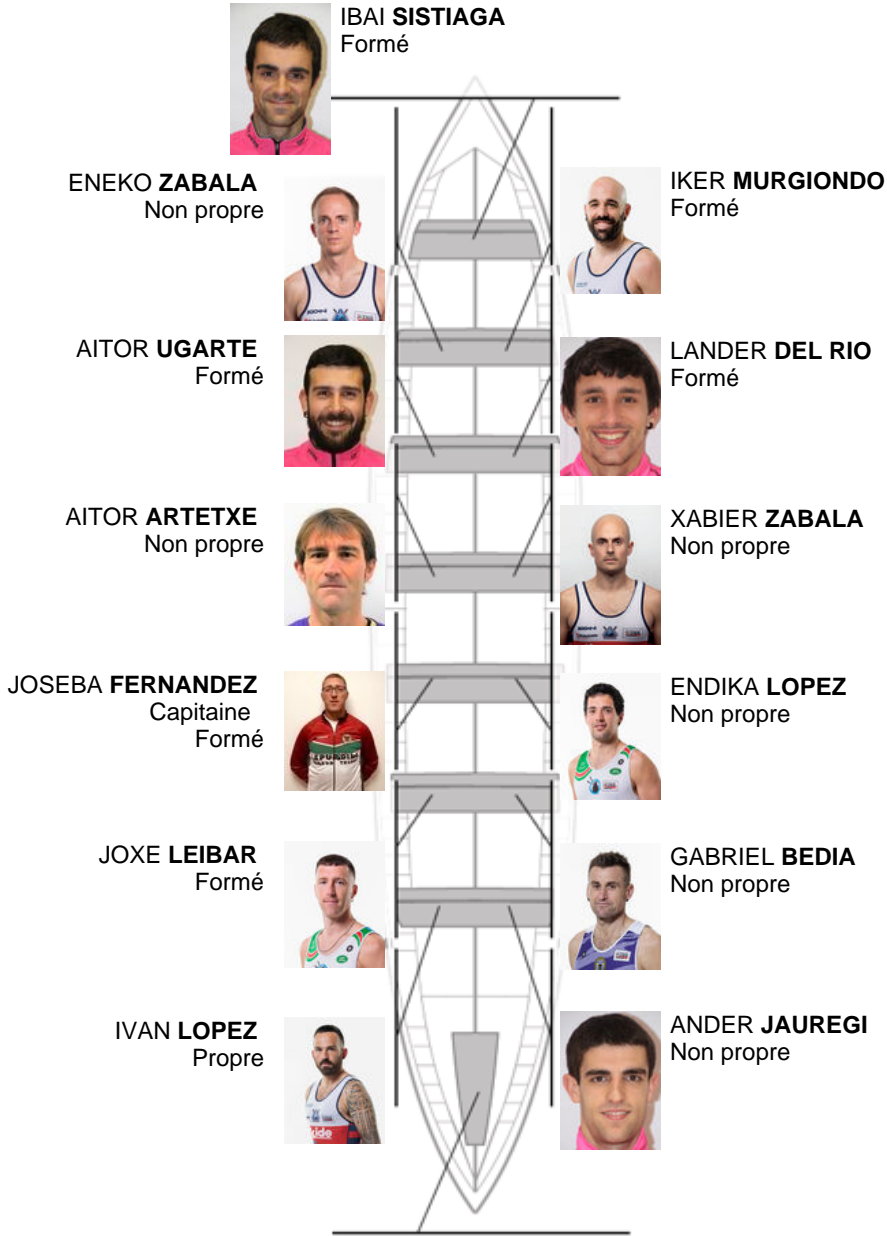 IBAI SISTIAGA
Formé
ENEKO ZABALA
Non propre
IKER MURGIONDO
Formé
AITOR UGARTE
Formé
LANDER DEL RIO
Formé
AITOR ARTETXE
Non propre
XABIER ZABALA
Non propre
JOSEBA FERNANDEZ
Capitaine
Formé
ENDIKA LOPEZ
Non propre
JOXE LEIBAR
Formé
GABRIEL BEDIA
Non propre
IVAN LOPEZ
Propre
ANDER JAUREGI
Non propre